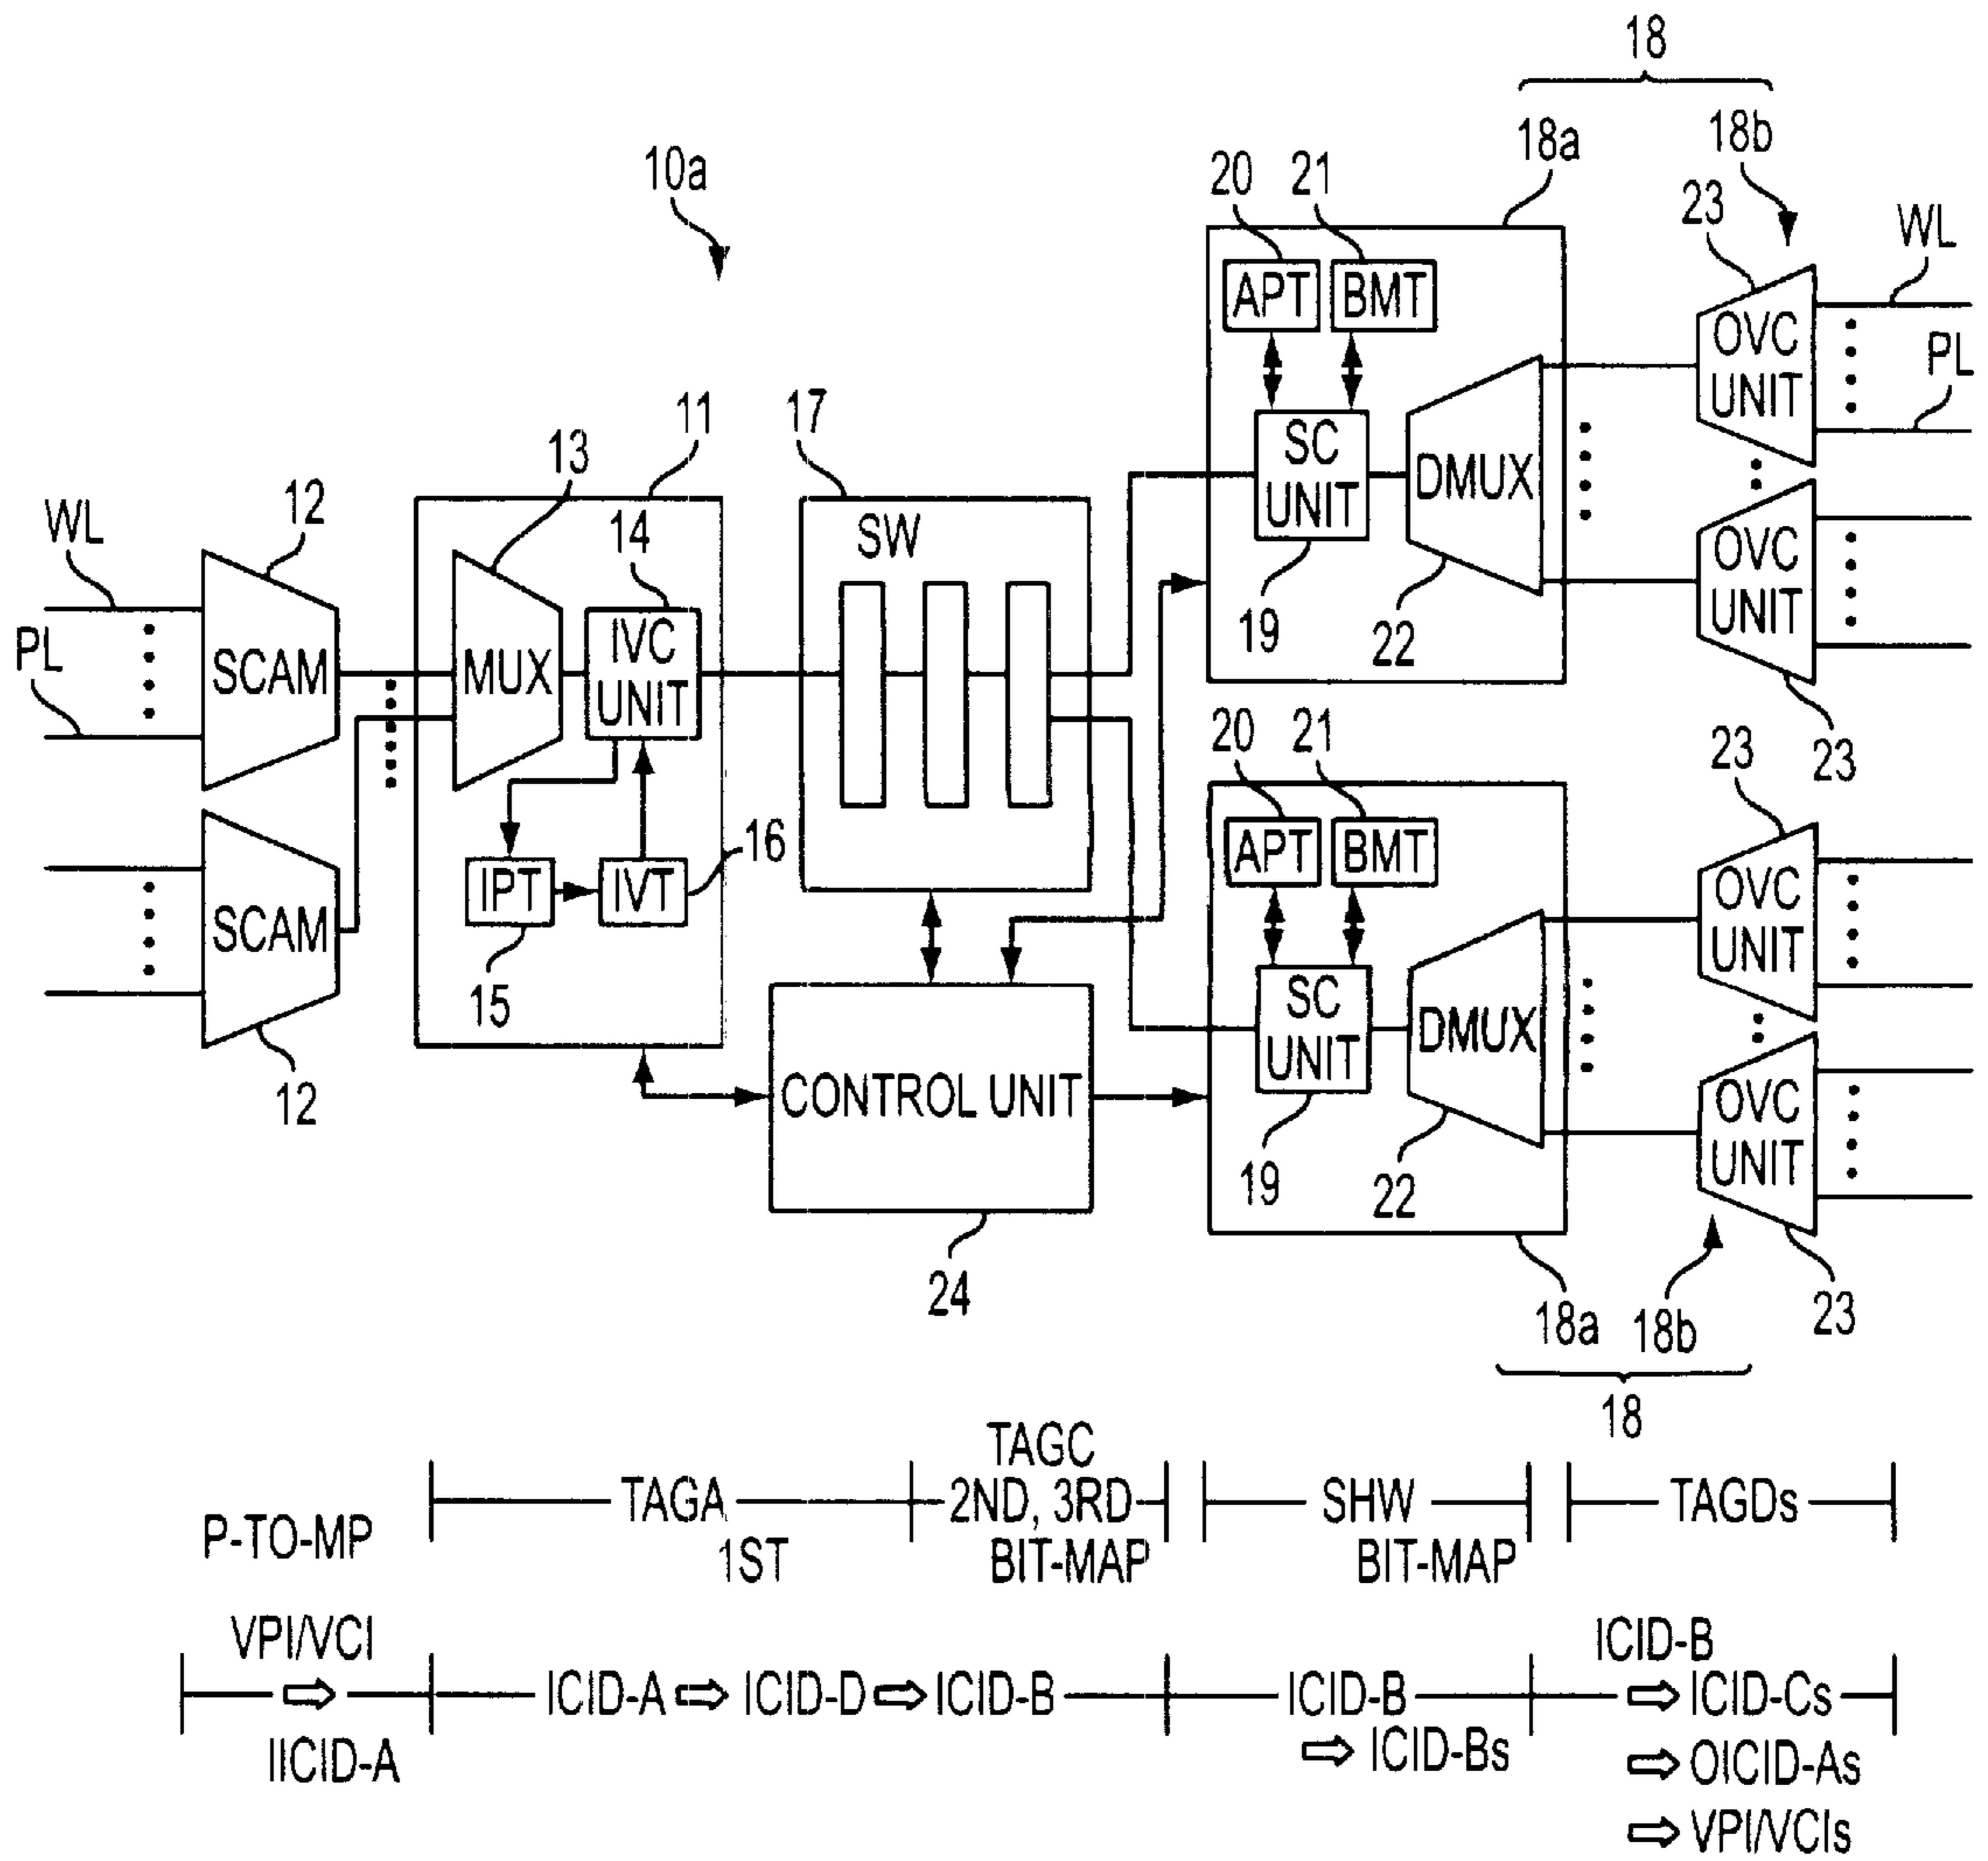 18
18a
18b
10a
20
21
23
WL
APT
BMT
OVC
UNIT
PL
17
11
13
SC
UNIT
DMUX
12
14
WL
SW
OVC
UNIT
19
22
PL
SCAM
MUX
IVC
UNIT
23
20
21
23
16
APT
BMT
OVC
UNIT
SCAM
IPT
IVT
15
SC
UNIT
DMUX
12
CONTROL UNIT
OVC
UNIT
19
22
24
18a
18b
23
18
P-TO-MP
TAGA
1ST
TAGC
2ND, 3RD
BIT-MAP
SHW
BIT-MAP
TAGDs
VPI/VCI
⇨
IICID-A
ICID-A ⇨ ICID-D ⇨ ICID-B
ICID-B
⇨ ICID-Bs
ICID-B
⇨ ICID-Cs
⇨ OICID-As
⇨ VPI/VCIs